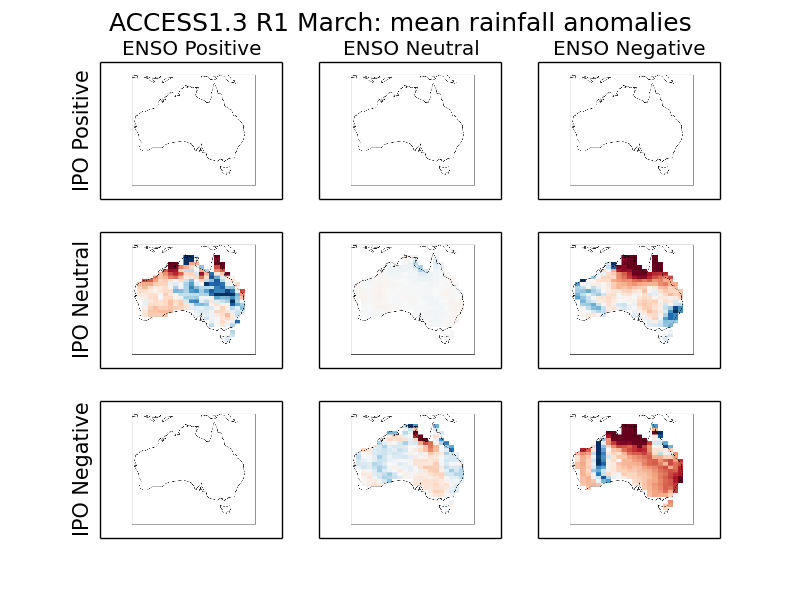 ACCESS1.3 R1 March: mean rainfall anomalies
ENSO Positive
ENSO Neutral
ENSO Negative
IPO Positive
IPO Neutral
IPO Negative